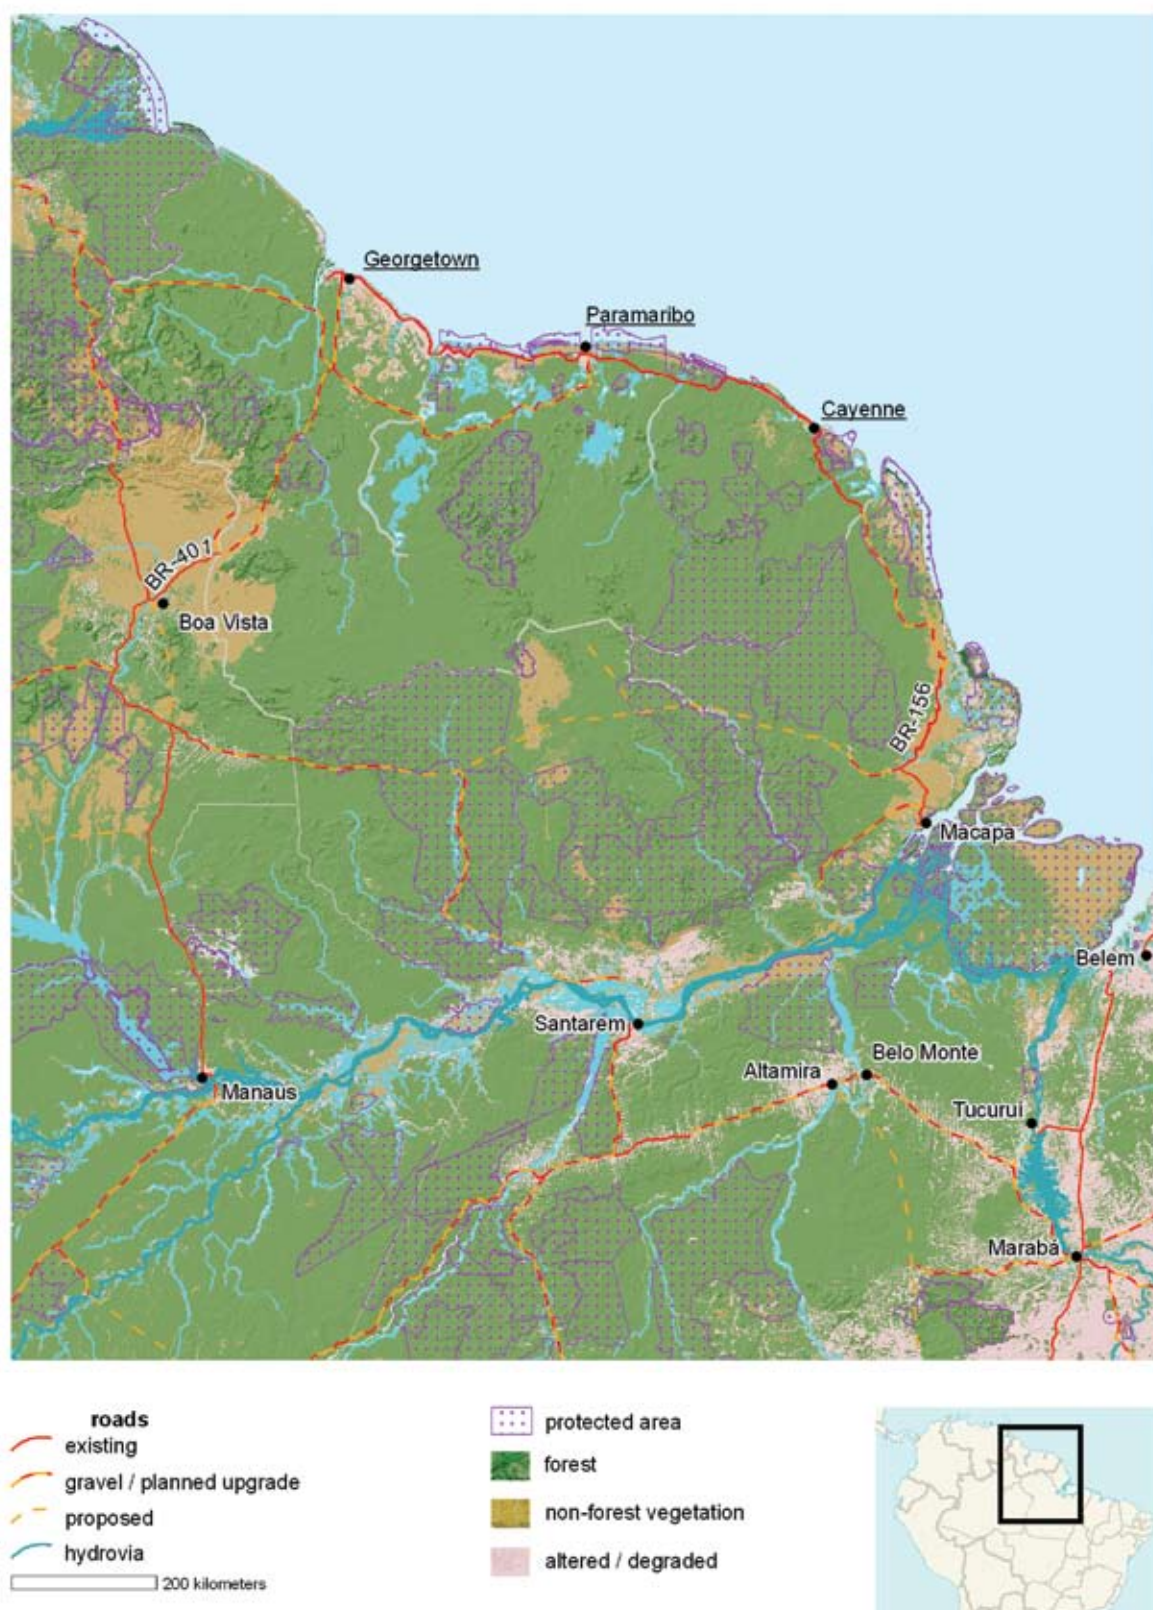 Georgetown
Paramaribo
Cayenne
BR-401
Boa Vista
BR-156
Macapa
Belem
Santarem
Belo Monte
Altamira
Manaus
Tucurui
Marabá
roads
existing
gravel / planned upgrade
proposed
hydrovia
200 kilometers
protected area
forest
non-forest vegetation
altered / degraded